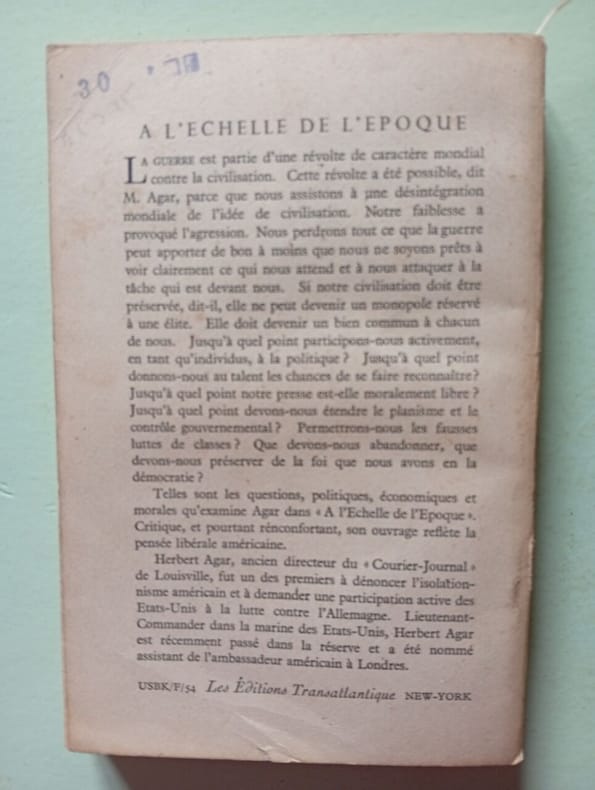 30
A L'ECHELLE DE L'EPOQUE
LA GUERRE est partie d'une révolte de caractère mondial
contre la civilisation. Cette révolte a été possible, dit
M. Agar, parce que nous assistons à une désintégration
mondiale de l'idée de civilisation. Notre faiblesse a
provoqué l'agression. Nous perdrons tout ce que la guerre
peut apporter de bon à moins que nous ne soyons prêts à
voir clairement ce qui nous attend et à nous attaquer à la
tâche qui est devant nous. Si notre civilisation doit être
préservée, dit-il, elle ne peut devenir un monopole réservé
à une élite. Elle doit devenir un bien commun à chacun
de nous. Jusqu'à quel point participons-nous activement,
en tant qu'individus, à la politique ? Jusqu'à quel point
donnons-nous au talent les chances de se faire reconnaître ?
Jusqu'à quel point notre presse est-elle moralement libre ?
Jusqu'à quel point devons-nous étendre le planisme et le
contrôle gouvernemental ? Permettrons-nous les fausses
luttes de classes ? Que devons-nous abandonner, que
devons-nous préserver de la foi que nous avons en la
démocratie ?
Telles sont les questions, politiques, économiques et
morales qu'examine Agar dans « A l'Echelle de l'Epoque ».
Critique, et pourtant rénconfortant, son ouvrage reflète la
pensée libérale américaine.
Herbert Agar, ancien directeur du « Courier-Journal »
de Louisville, fut un des premiers à dénoncer l'isolation-
nisme américain et à demander une participation active des
Etats-Unis à la lutte contre l'Allemagne. Lieutenant-
Commander dans la marine des Etats-Unis, Herbert Agar
est récemment passé dans la réserve et a été nommé
assistant de l'ambassadeur américain à Londres.
USBK/F/54 Les Éditions Transatlantique NEW-YORK